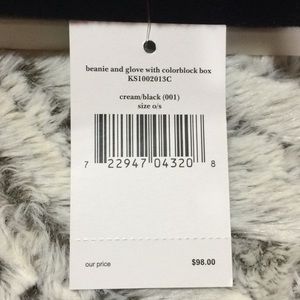 beanie and glove with colorblock box
KS1002013C
cream/black (001)
size o/s
7 22947 04320 8
our price $98.00